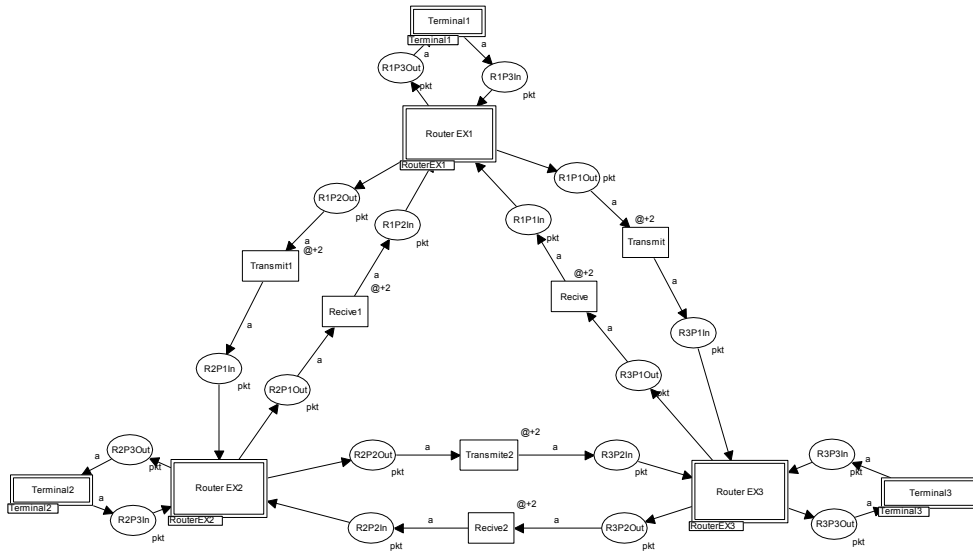 Terminal1
Terminal1
a
a
R1P3Out
R1P3In
pkt
pkt
Router EX1
RouterEX1
R1P2Out
pkt
R1P1Out
pkt
a
a
R1P2In
pkt
R1P1In
pkt
@+2
Transmit
@+2
Transmit1
a
a
@+2
Recive
@+2
Recive1
a
a
a
a
R3P1In
pkt
R2P1In
pkt
R2P1Out
pkt
R3P1Out
pkt
R2P3Out
pkt
a
R2P2Out
pkt
a
@+2
Transmite2
a
R3P2In
pkt
R3P3In
pkt
a
Terminal2
Terminal2
a
R2P3In
pkt
Router EX2
RouterEX2
R2P2In
pkt
a
@+2
Recive2
a
R3P2Out
pkt
Router EX3
RouterEX3
R3P3Out
pkt
a
Terminal3
Terminal3